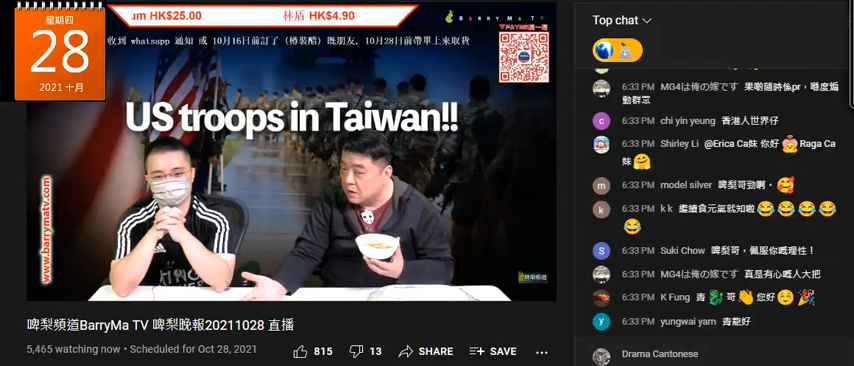 星期四
28
2021 十月
um HK$25.00
林盾 HK$4.90
BARRYMATV
收到 whatsapp 通知 或 10月16日前訂了（樽裝醋）既朋友，10月28日前帶單上來取貨
US troops in Taiwan!!
www.barrymatv.com
啤梨頻道BarryMa TV 啤梨晚報20211028 直播
5,465 watching now • Scheduled for Oct 28, 2021
815
13
SHARE
SAVE
Top chat
6:33 PM MG4は俺の嫁です 果啲隨時係pr，喺度煽
動群眾
6:33 PM chi yin yeung 香港人世界仔
6:33 PM Shirley Li @Erica Ca妹 你好 Raga Ca
妹
6:33 PM model silver 啤梨哥勁啊。
6:33 PM k k 繼續食元氣就知啦
6:33 PM Suki Chow 啤梨哥，佩服你嘅理性！
6:33 PM MG4は俺の嫁です 真是有心嘅人大把
6:33 PM K Fung 青 哥 您好
6:33 PM yungwai yam 青龍好
Drama Cantonese